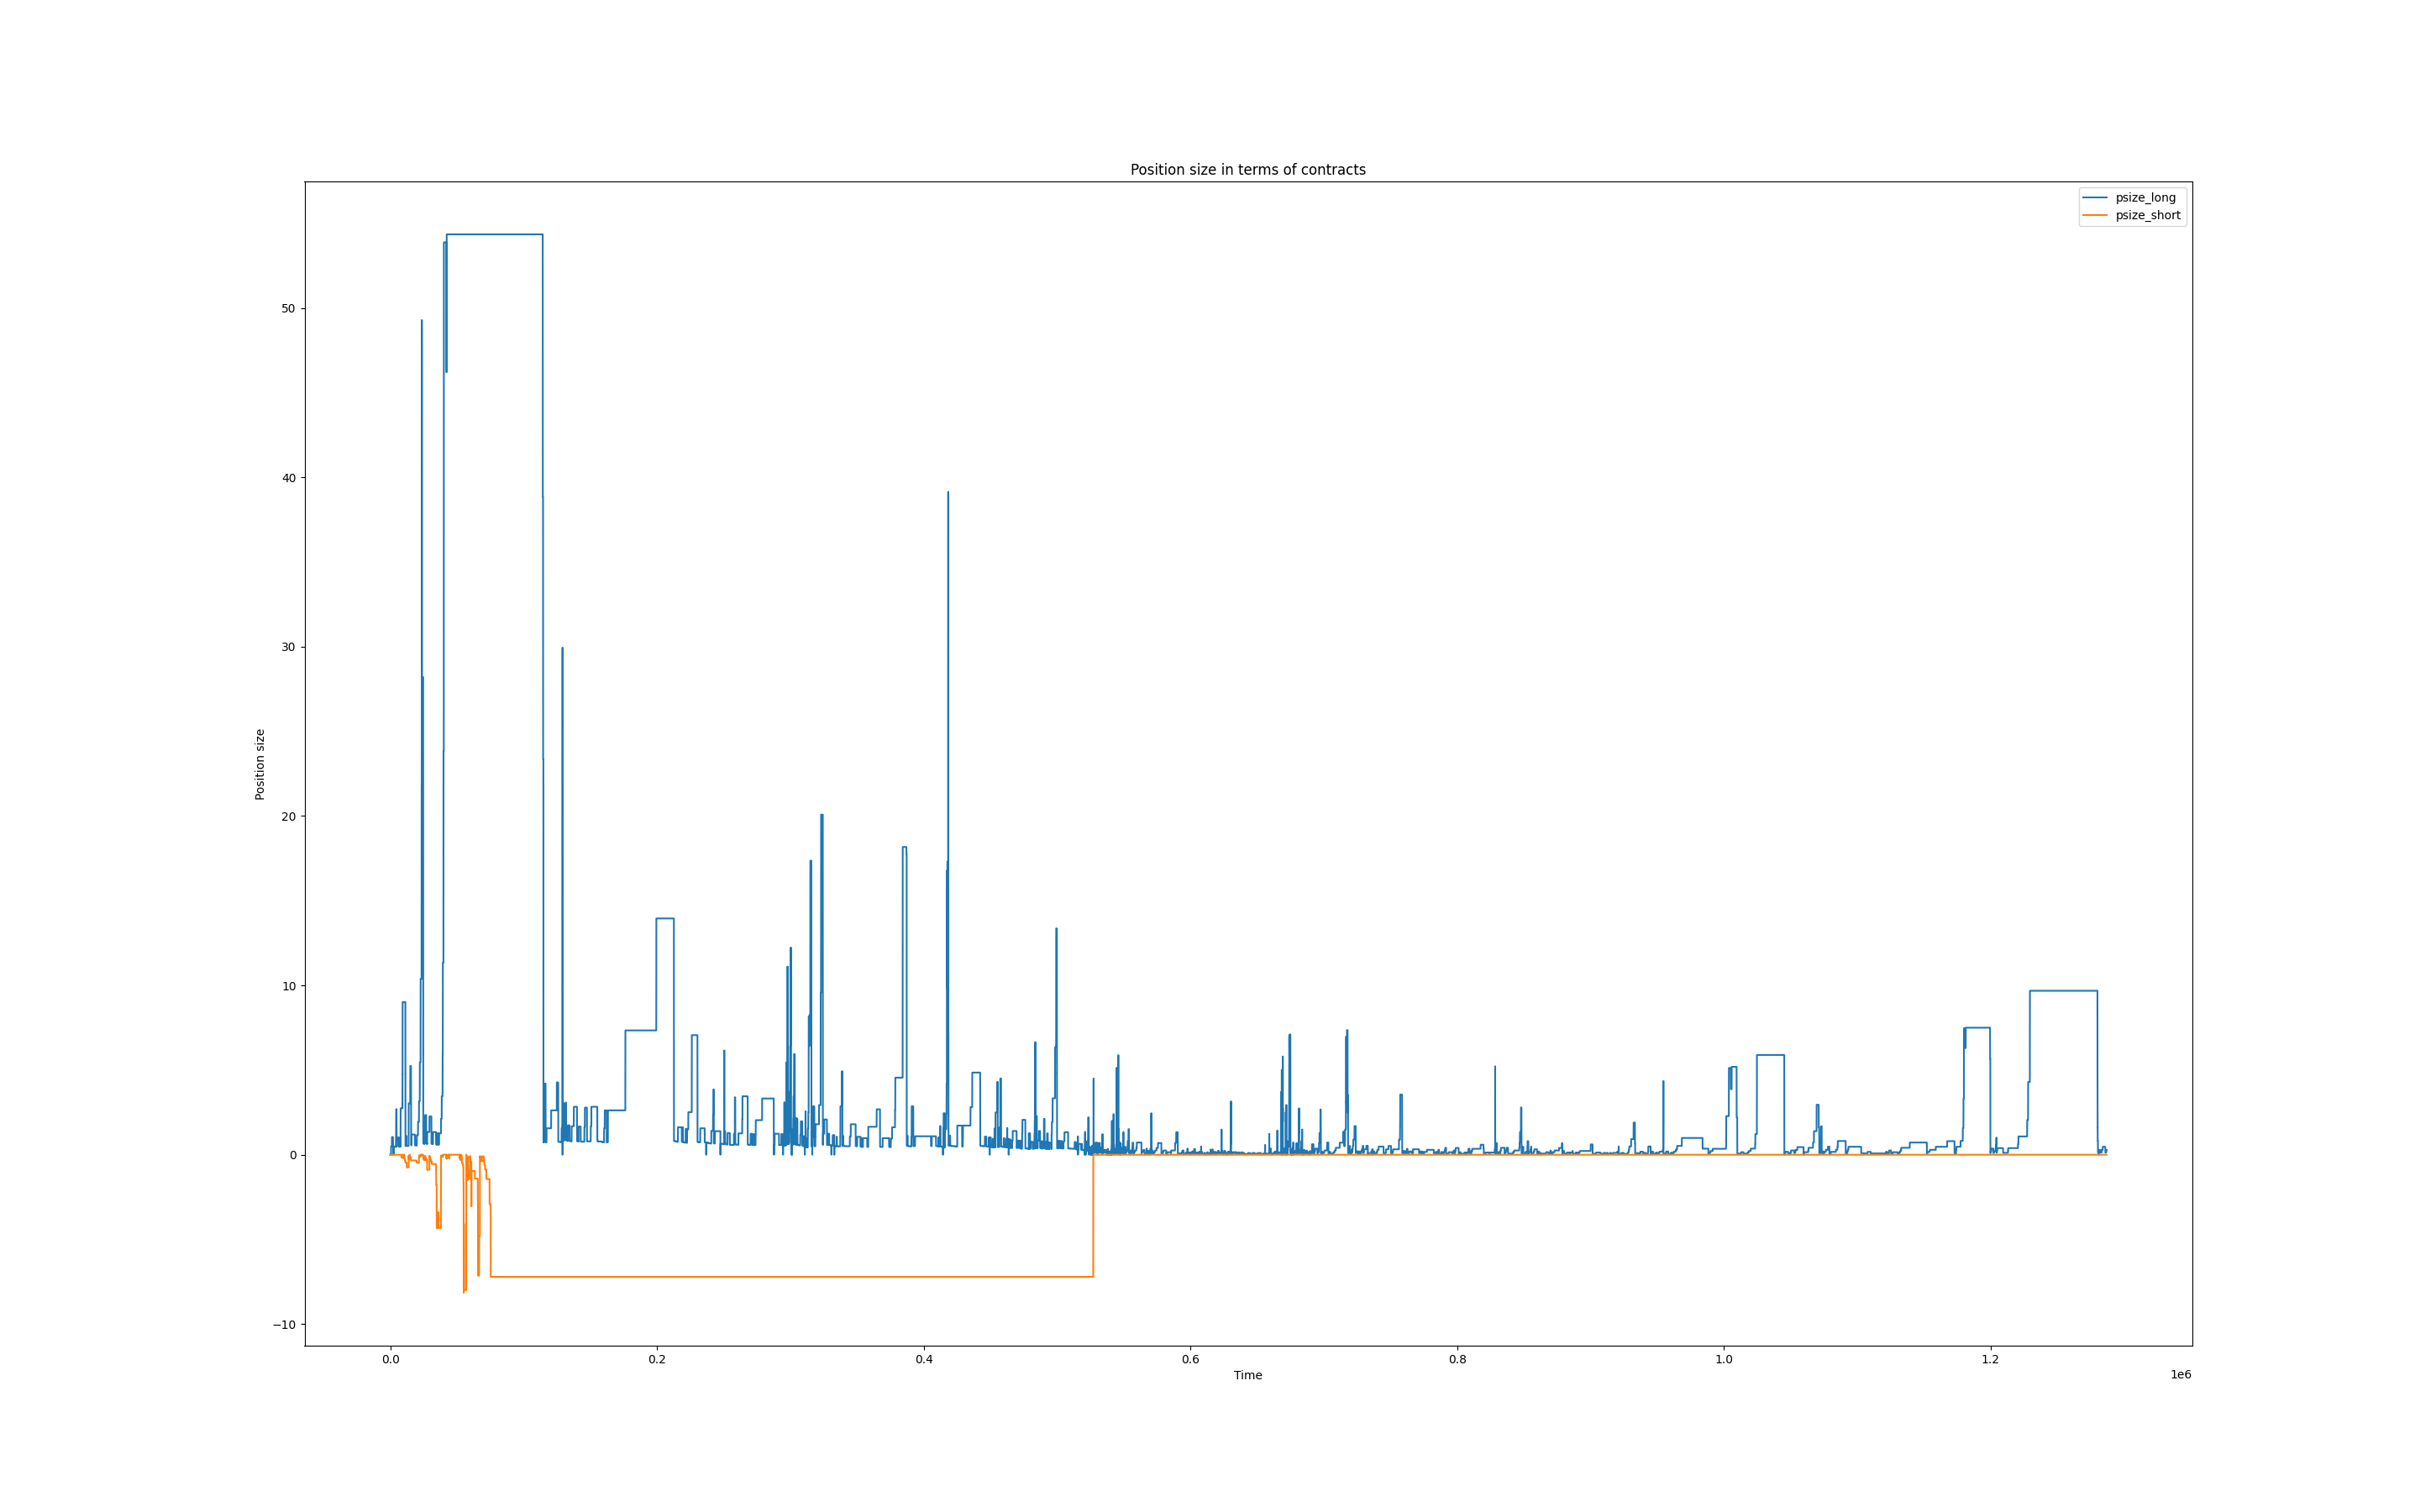 Position size in terms of contracts
psize_long
psize_short
Position size
50
40
30
20
10
0
−10
0.0
0.2
0.4
0.6
0.8
1.0
1.2
1e6
Time